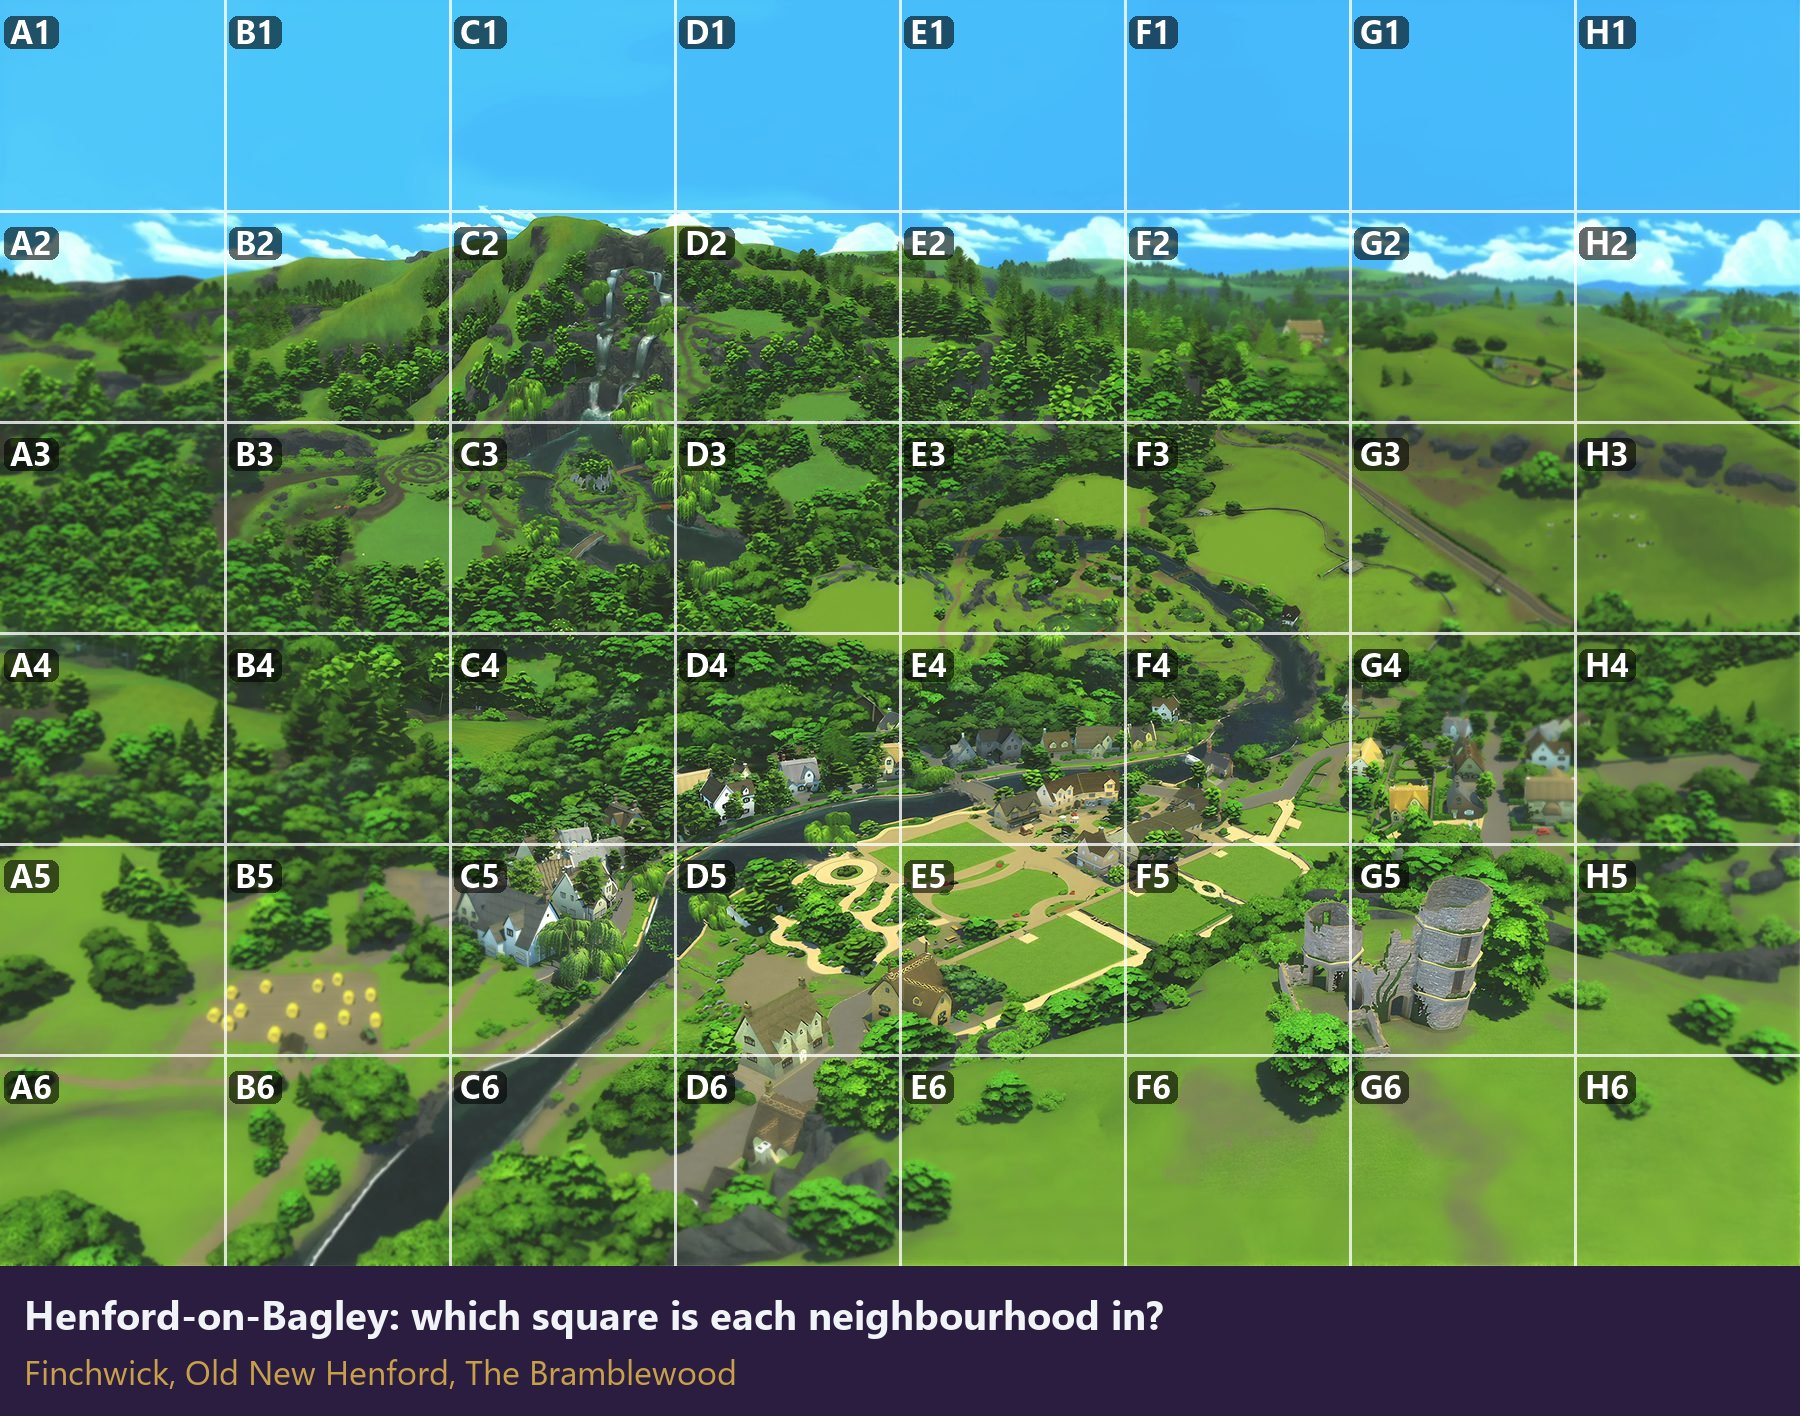 A1 B1 C1 D1 E1 F1 G1 H1
A2 B2 C2 D2 E2 F2 G2 H2
A3 B3 C3 D3 E3 F3 G3 H3
A4 B4 C4 D4 E4 F4 G4 H4
A5 B5 C5 D5 E5 F5 G5 H5
A6 B6 C6 D6 E6 F6 G6 H6
Henford-on-Bagley: which square is each neighbourhood in?
Finchwick, Old New Henford, The Bramblewood